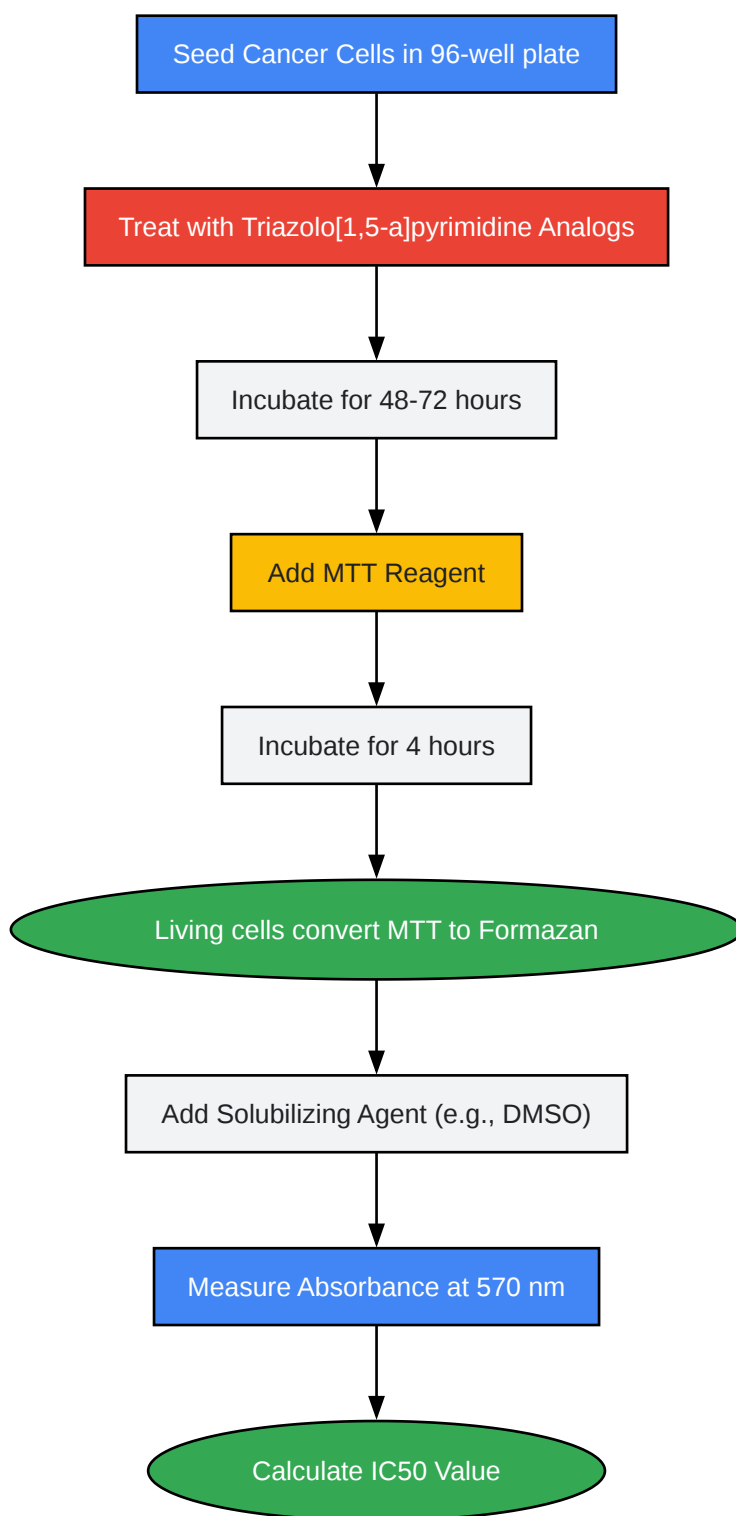 Seed Cancer Cells in 96-well plate
Treat with Triazolo[1,5-a]pyrimidine Analogs
Incubate for 48-72 hours
Add MTT Reagent
Incubate for 4 hours
Living cells convert MTT to Formazan
Add Solubilizing Agent (e.g., DMSO)
Measure Absorbance at 570 nm
Calculate IC50 Value